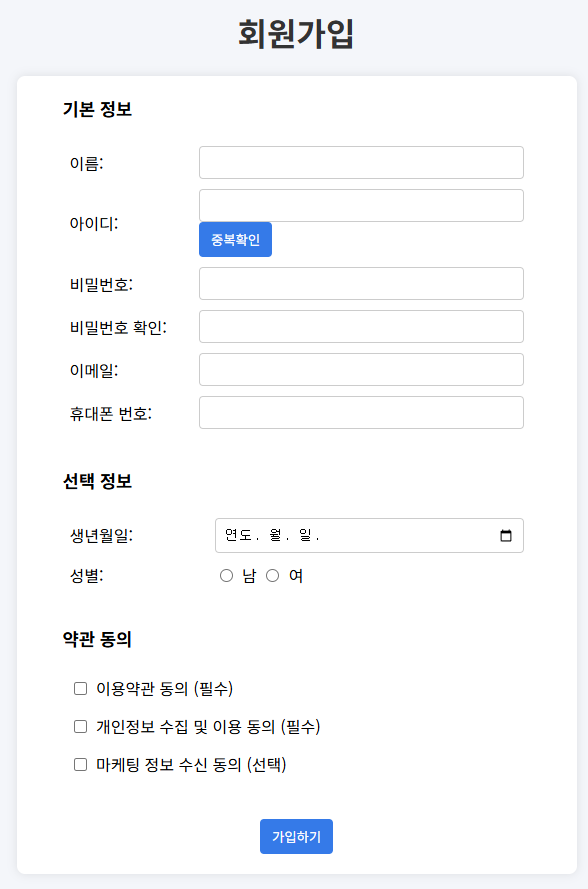 회원가입
기본 정보
이름:
아이디:
중복확인
비밀번호:
비밀번호 확인:
이메일:
휴대폰 번호:
선택 정보
생년월일: 연도. 월. 일.
성별: 남 여
약관 동의
이용약관 동의 (필수)
개인정보 수집 및 이용 동의 (필수)
마케팅 정보 수신 동의 (선택)
가입하기